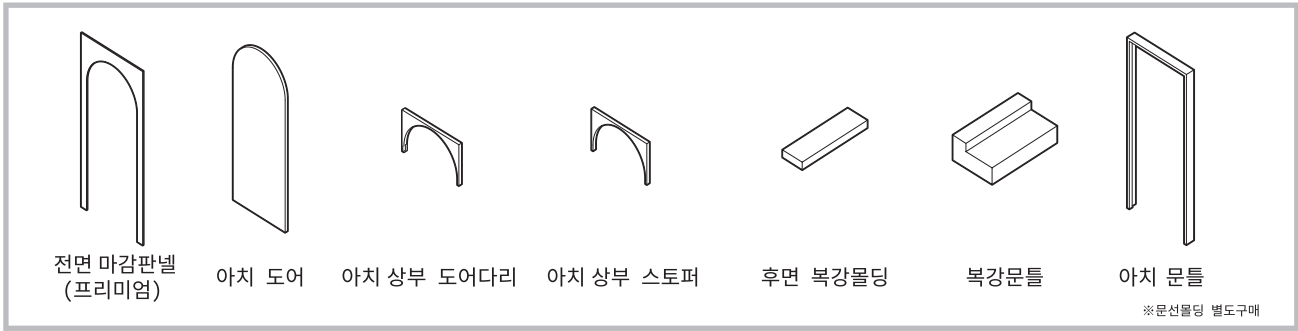 전면 마감판넬
(프리미엄)
아치 도어
아치 상부 도어다리
아치 상부 스토퍼
후면 복강몰딩
복강문틀
아치 문틀
※문선몰딩 별도구매